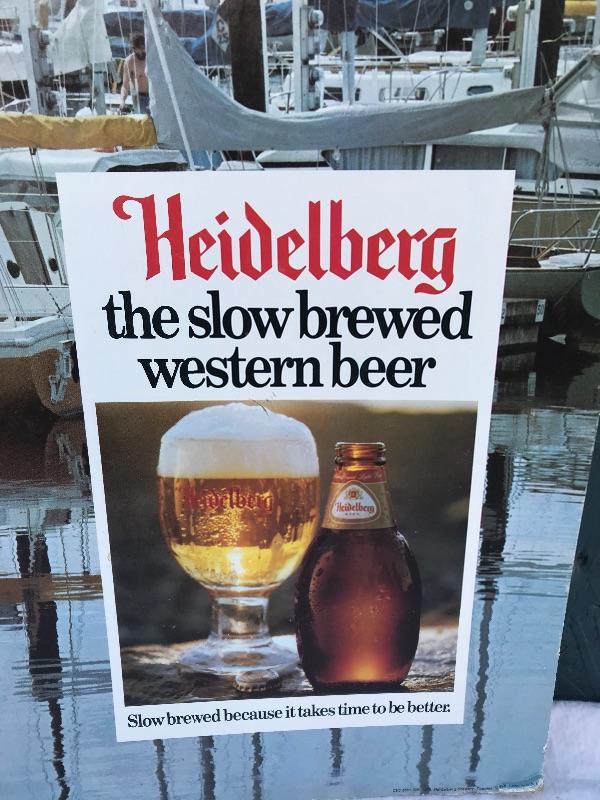 Heidelberg
the slow brewed
western beer
Heidelberg
Heidelberg
Slow brewed because it takes time to be better.